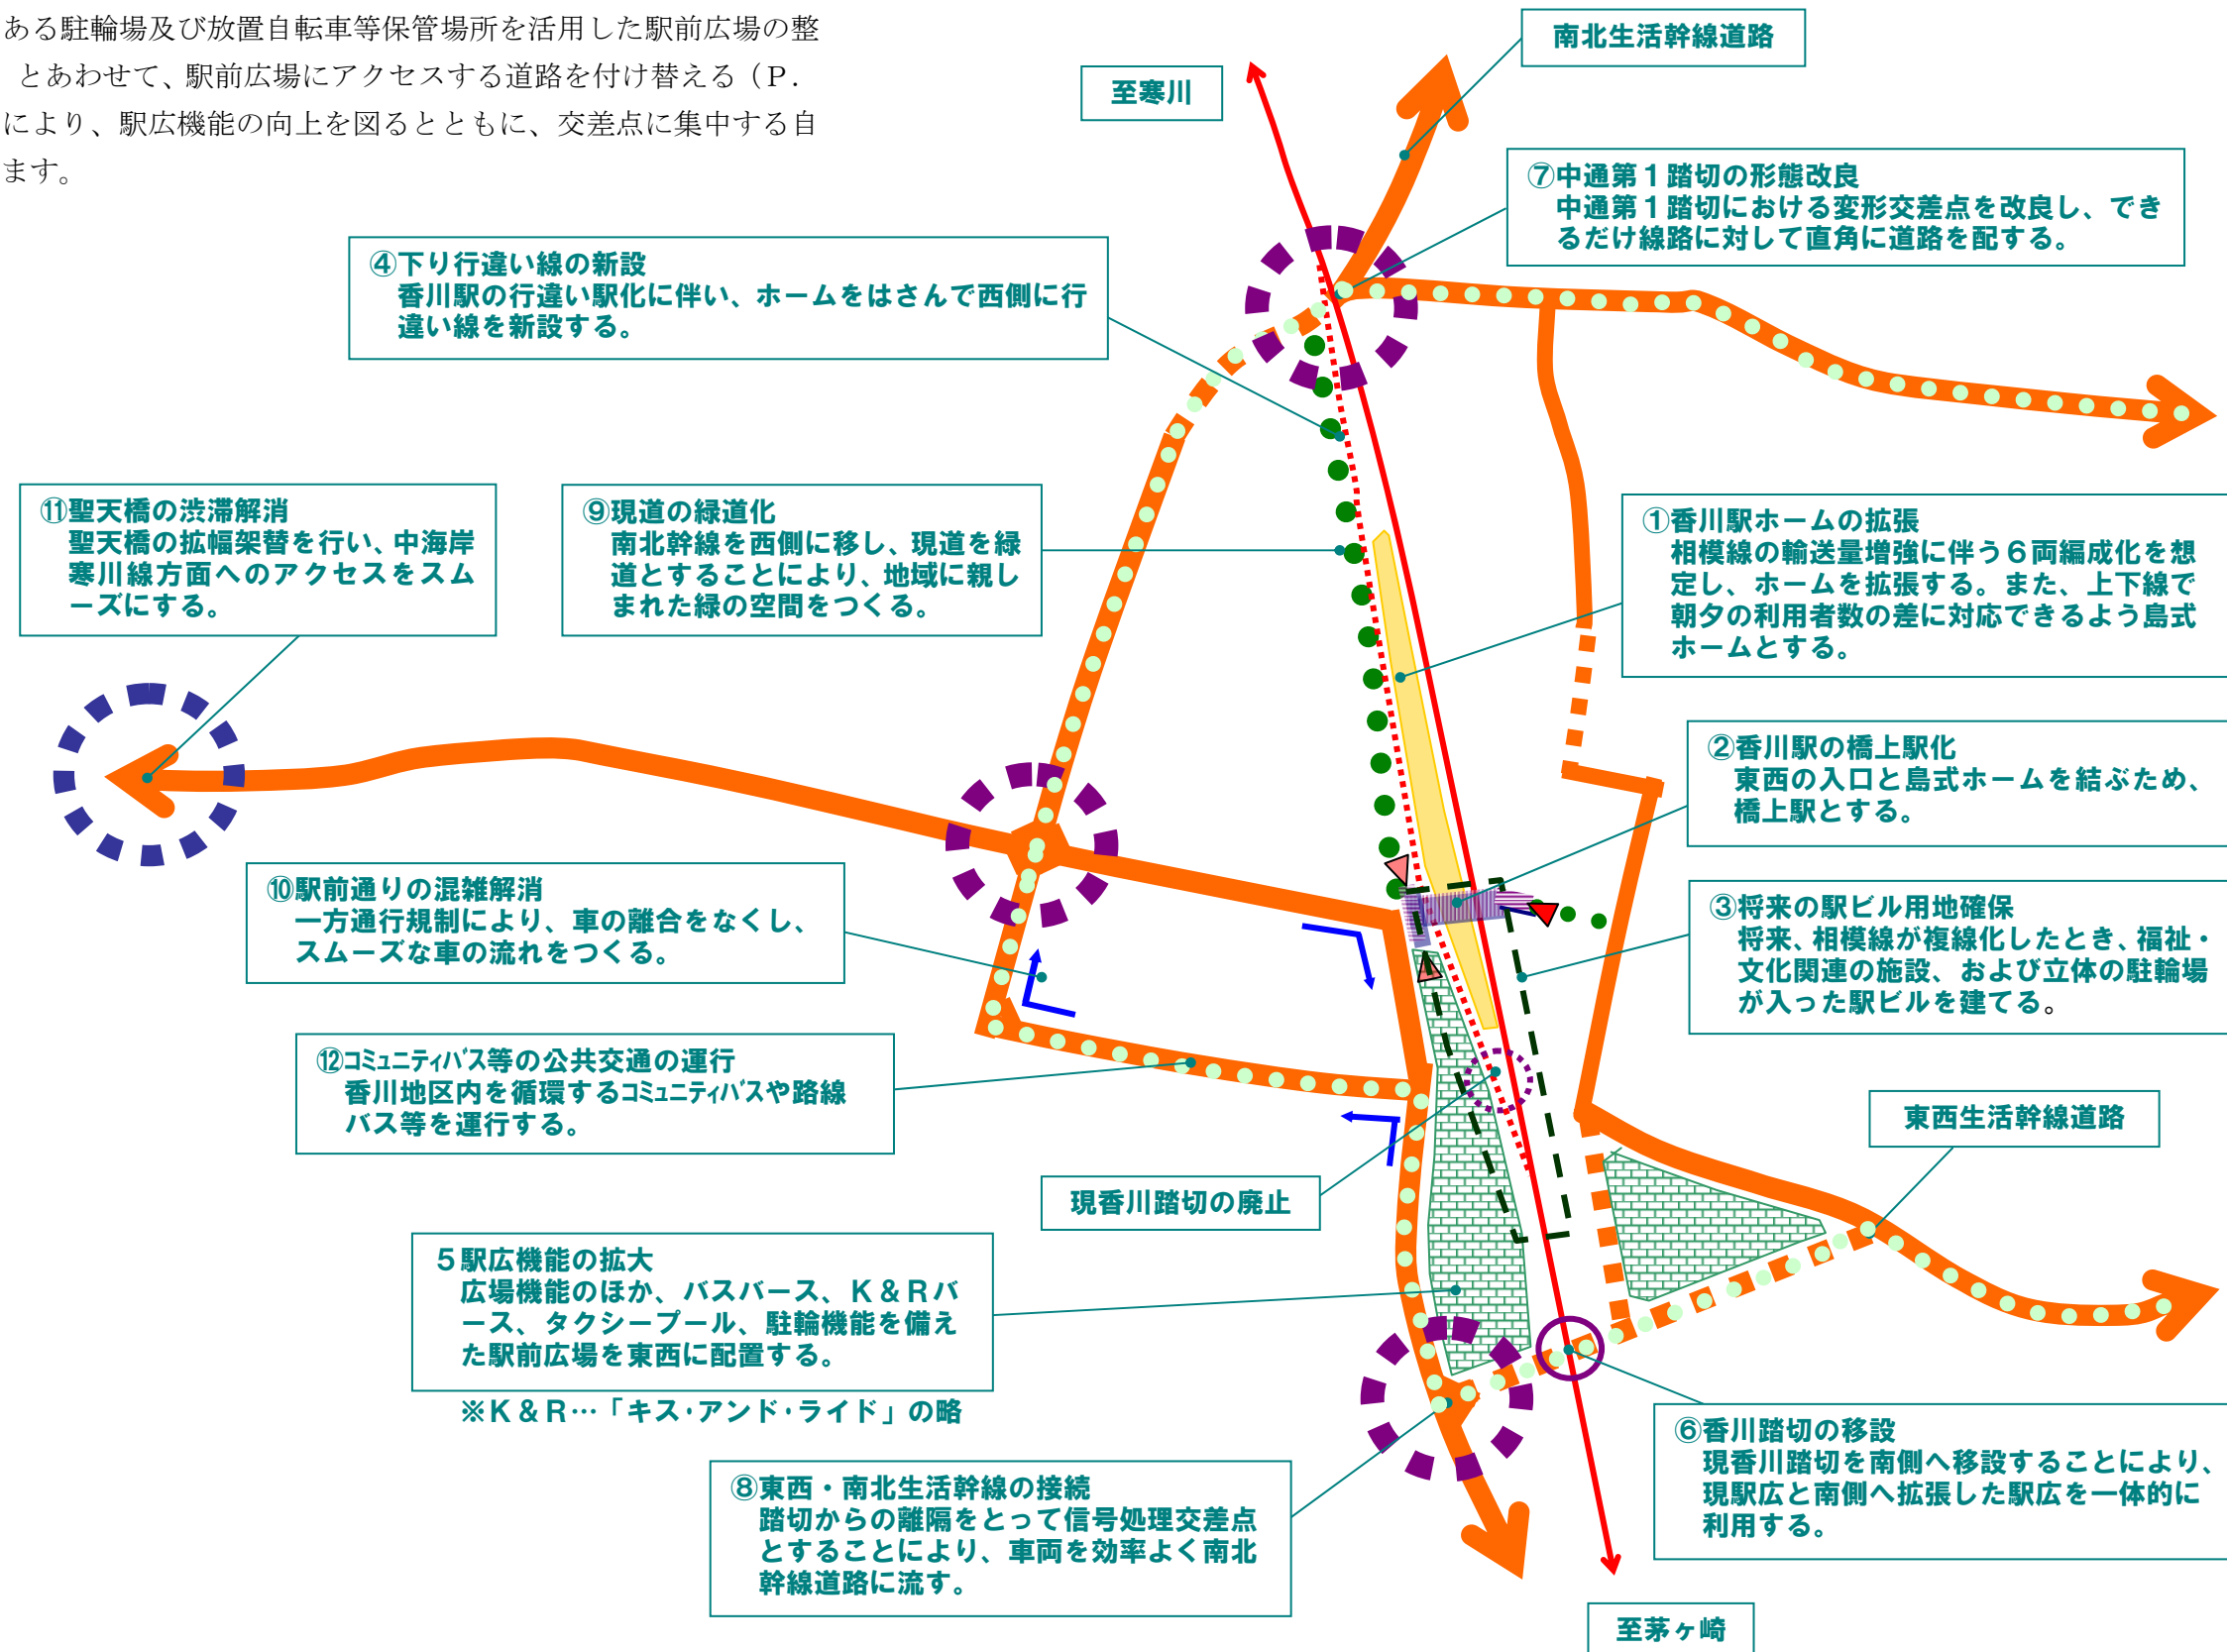 ある駐輪場及び放置自転車等保管場所を活用した駅前広場の整
とあわせて、駅前広場にアクセスする道路を付け替える（Ｐ．
により、駅広機能の向上を図るとともに、交差点に集中する自
ます。
南北生活幹線道路
至寒川
⑦中通第１踏切の形態改良
中通第１踏切における変形交差点を改良し、でき
るだけ線路に対して直角に道路を配する。
④下り行違い線の新設
香川駅の行違い駅化に伴い、ホームをはさんで西側に行
違い線を新設する。
⑪聖天橋の渋滞解消
聖天橋の拡幅架替を行い、中海岸
寒川線方面へのアクセスをスム
ーズにする。
⑨現道の緑道化
南北幹線を西側に移し、現道を緑
道とすることにより、地域に親し
まれた緑の空間をつくる。
①香川駅ホームの拡張
相模線の輸送量増強に伴う６両編成化を想
定し、ホームを拡張する。また、上下線で
朝夕の利用者数の差に対応できるよう島式
ホームとする。
②香川駅の橋上駅化
東西の入口と島式ホームを結ぶため、
橋上駅とする。
⑩駅前通りの混雑解消
一方通行規制により、車の離合をなくし、
スムーズな車の流れをつくる。
③将来の駅ビル用地確保
将来、相模線が複線化したとき、福祉・
文化関連の施設、および立体の駐輪場
が入った駅ビルを建てる。
⑫ｺﾐｭﾆﾃｨﾊﾞｽ等の公共交通の運行
香川地区内を循環するｺﾐｭﾆﾃｨﾊﾞｽや路線
バス等を運行する。
東西生活幹線道路
現香川踏切の廃止
５駅広機能の拡大
広場機能のほか、バスバース、Ｋ＆Ｒバ
ース、タクシープール、駐輪機能を備え
た駅前広場を東西に配置する。
※Ｋ＆Ｒ…「キス・アンド・ライド」の略
⑥香川踏切の移設
現香川踏切を南側へ移設することにより、
現駅広と南側へ拡張した駅広を一体的に
利用する。
⑧東西・南北生活幹線の接続
踏切からの離隔をとって信号処理交差点
とすることにより、車両を効率よく南北
幹線道路に流す。
至茅ヶ崎